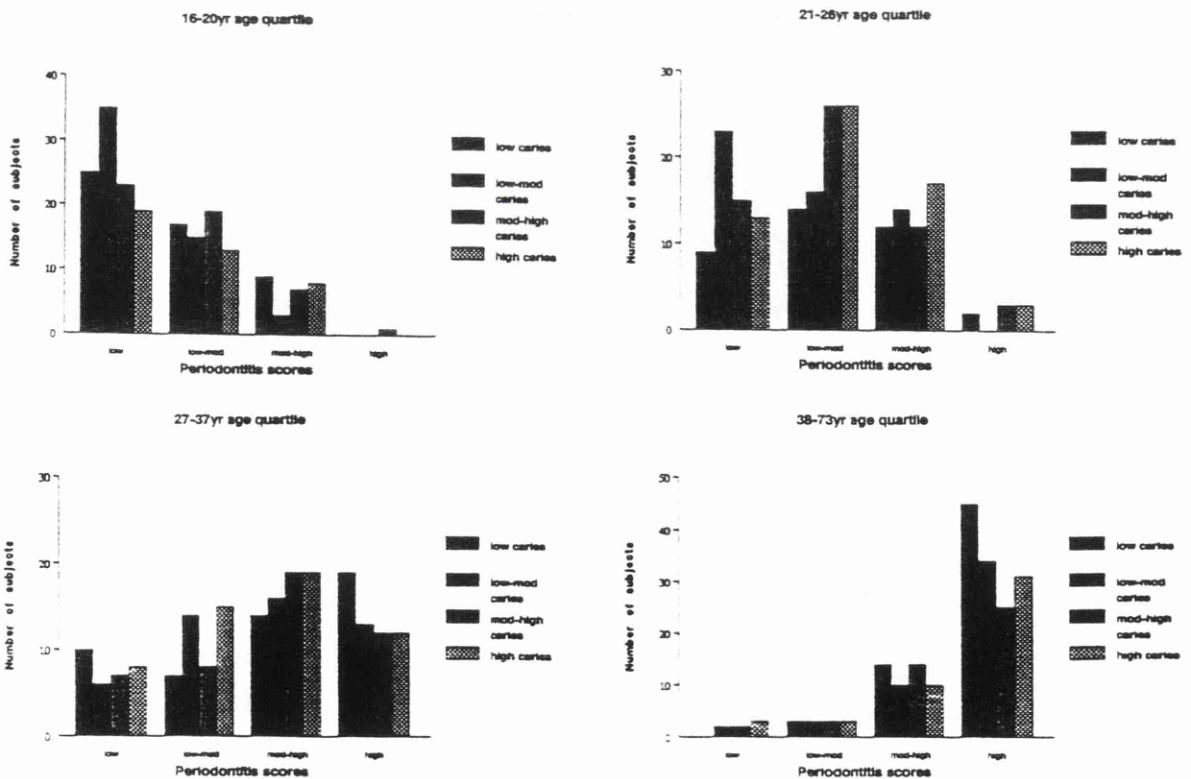 16-20yr age quartile
Number of subjects
40
30
20
10
0
low
low-mod
mod-high
high
Periodontitis scores
low caries
low-mod
caries
mod-high
caries
high caries
21-26yr age quartile
Number of subjects
30
20
10
0
low
low-mod
mod-high
high
Periodontitis scores
low caries
low-mod
caries
mod-high
caries
high caries
27-37yr age quartile
Number of subjects
30
20
10
0
low
low-mod
mod-high
high
Periodontitis scores
low caries
low-mod
caries
mod-high
caries
high caries
38-73yr age quartile
Number of subjects
50
40
30
20
10
0
low
low-mod
mod-high
high
Periodontitis scores
low caries
low-mod
caries
mod-high
caries
high caries